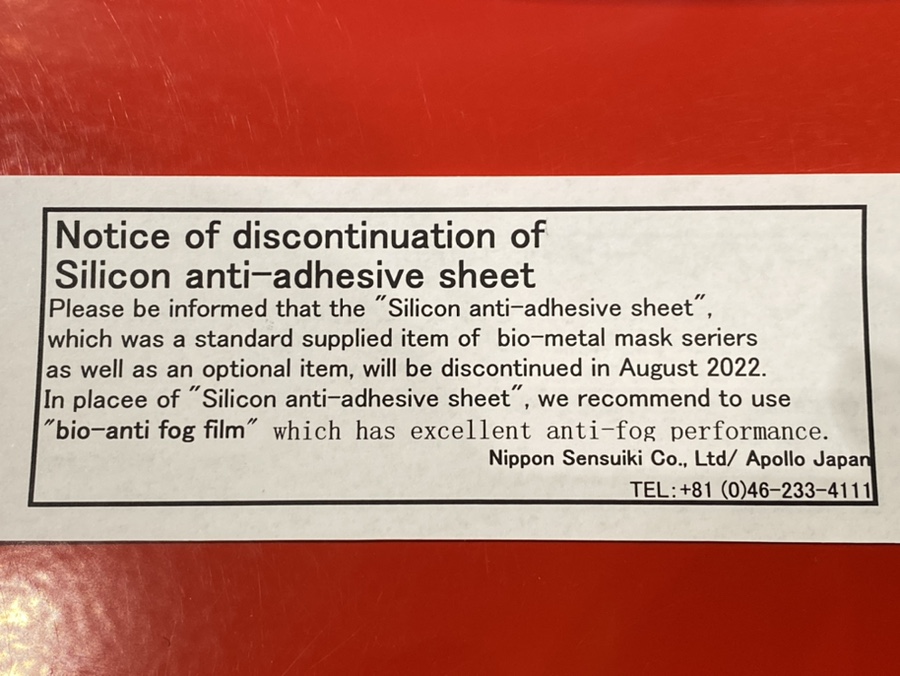 Notice of discontinuation of
Silicon anti-adhesive sheet
Please be informed that the "Silicon anti-adhesive sheet",
which was a standard supplied item of bio-metal mask seriers
as well as an optional item, will be discontinued in August 2022.
In placee of "Silicon anti-adhesive sheet", we recommend to use
"bio-anti fog film" which has excellent anti-fog performance.
Nippon Sensuiki Co., Ltd/ Apollo Japan
TEL:+81 (0)46-233-4111